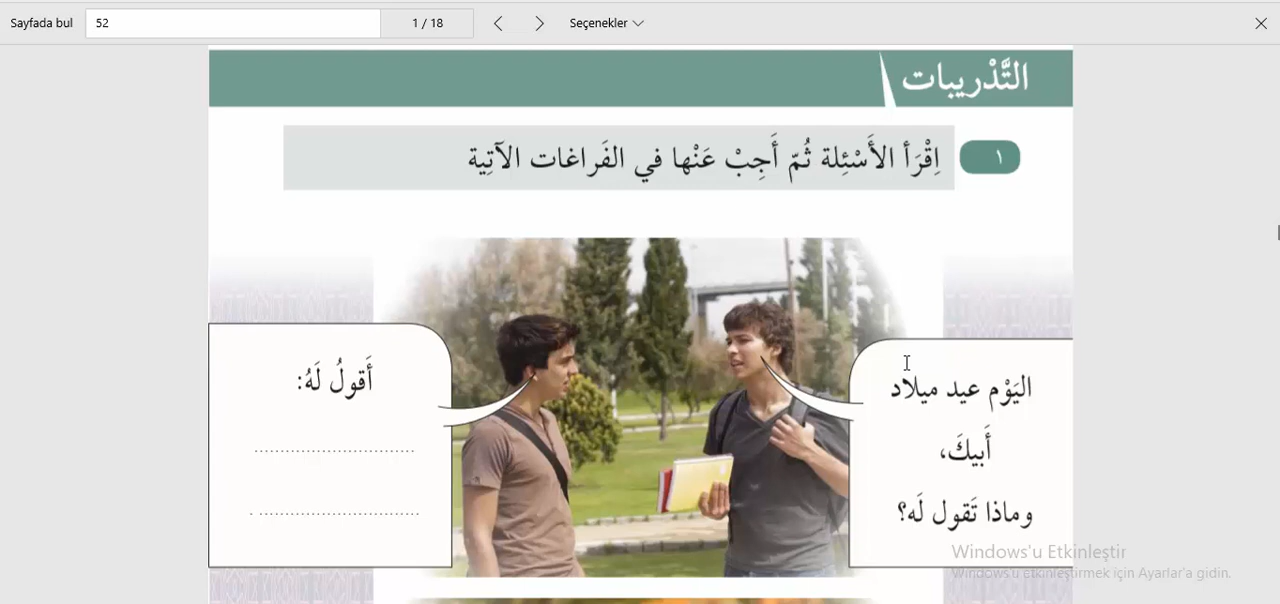 Sayfada bul
52
1 / 18
Seçenekler
التَّدْريبات
١
اِقْرَأ الأَسْئِلة ثُمّ أَجِبْ عَنْها في الفَراغات الآتِية
اليَوْم عيد ميلاد
أَبيكَ،
وماذا تَقول لَه؟
أَقولُ لَهُ:
......................................
...................................... .
Windows'u Etkinleştir
Windows'u etkinleştirmek için Ayarlar'a gidin.